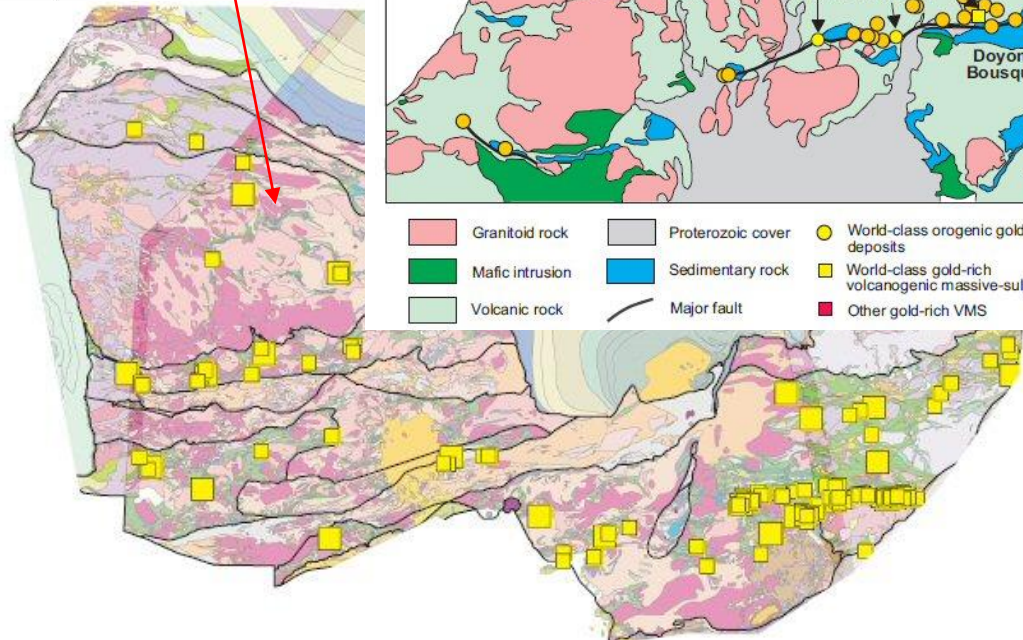 Granitoid rock
Mafic intrusion
Volcanic rock
Proterozoic cover
Sedimentary rock
Major fault
World-class orogenic gold
deposits
World-class gold-rich
volcanogenic massive-sul
Other gold-rich VMS
Doyon
Bousqu